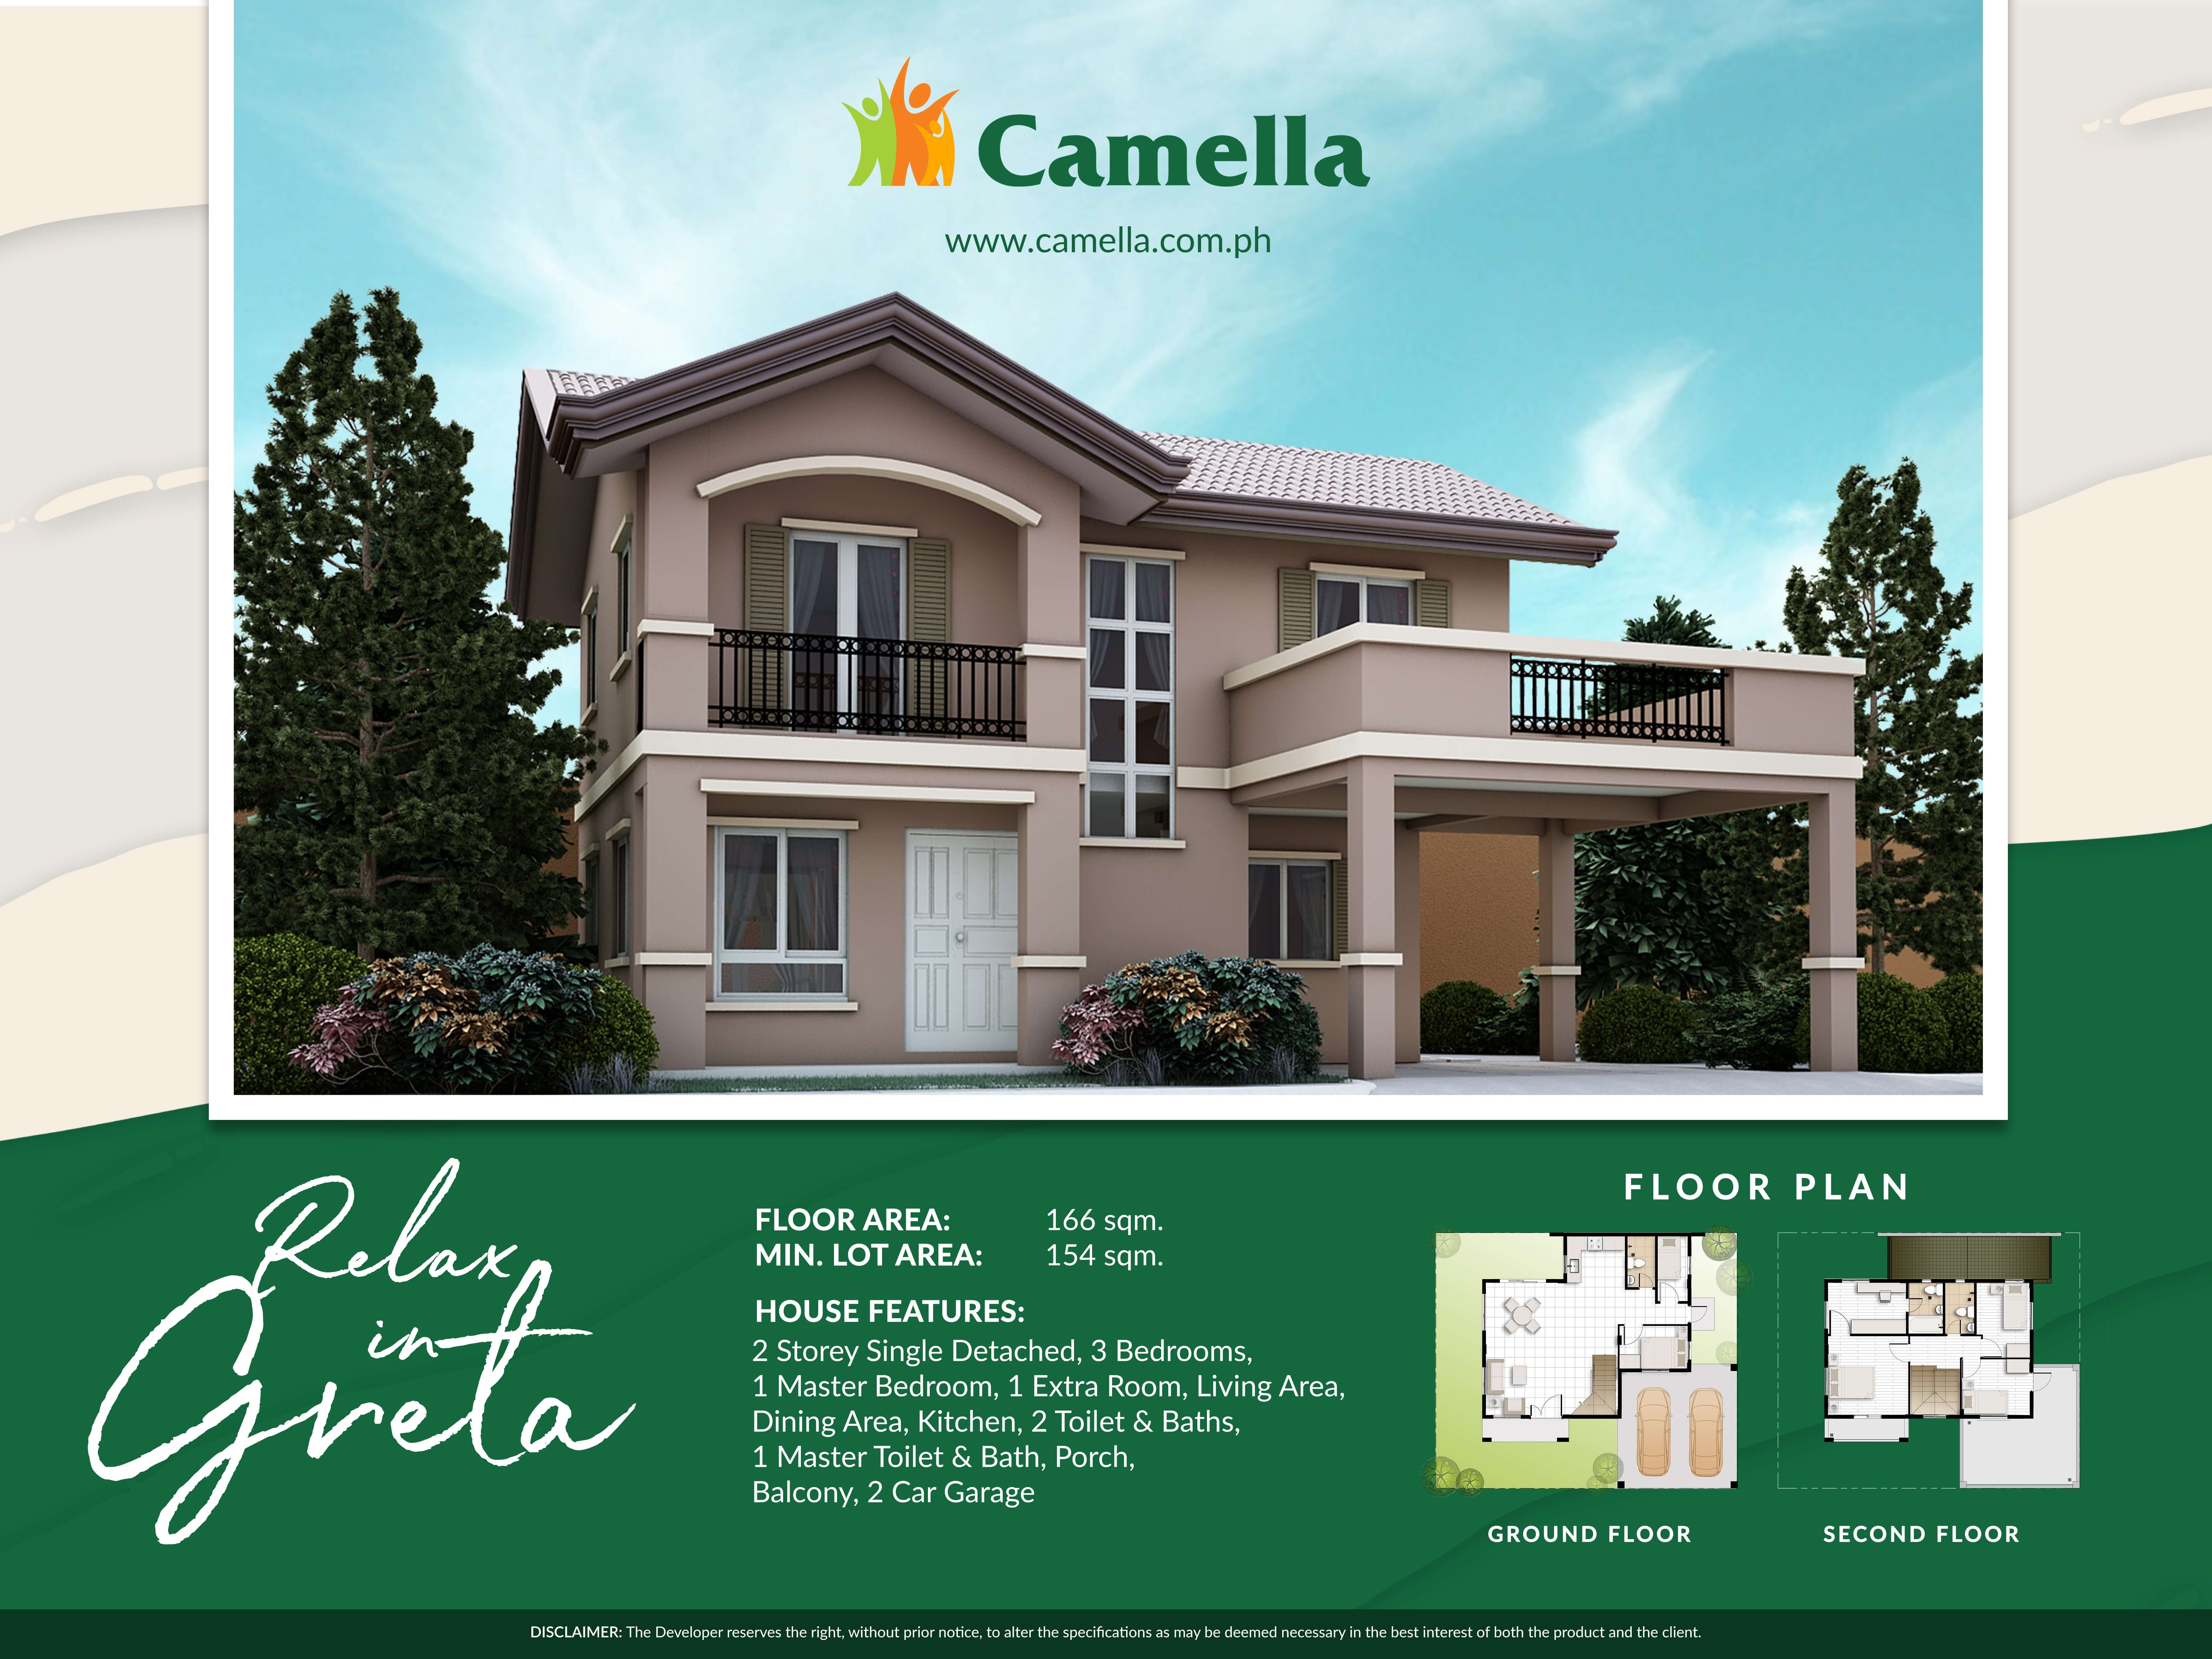 Camella
www.camella.com.ph
Relax
in
Greta
FLOOR AREA: 166 sqm.
MIN. LOT AREA: 154 sqm.
HOUSE FEATURES:
2 Storey Single Detached, 3 Bedrooms,
1 Master Bedroom, 1 Extra Room, Living Area,
Dining Area, Kitchen, 2 Toilet & Baths,
1 Master Toilet & Bath, Porch,
Balcony, 2 Car Garage
FLOOR PLAN
GROUND FLOOR
SECOND FLOOR
DISCLAIMER: The Developer reserves the right, without prior notice, to alter the specifications as may be deemed necessary in the best interest of both the product and the client.